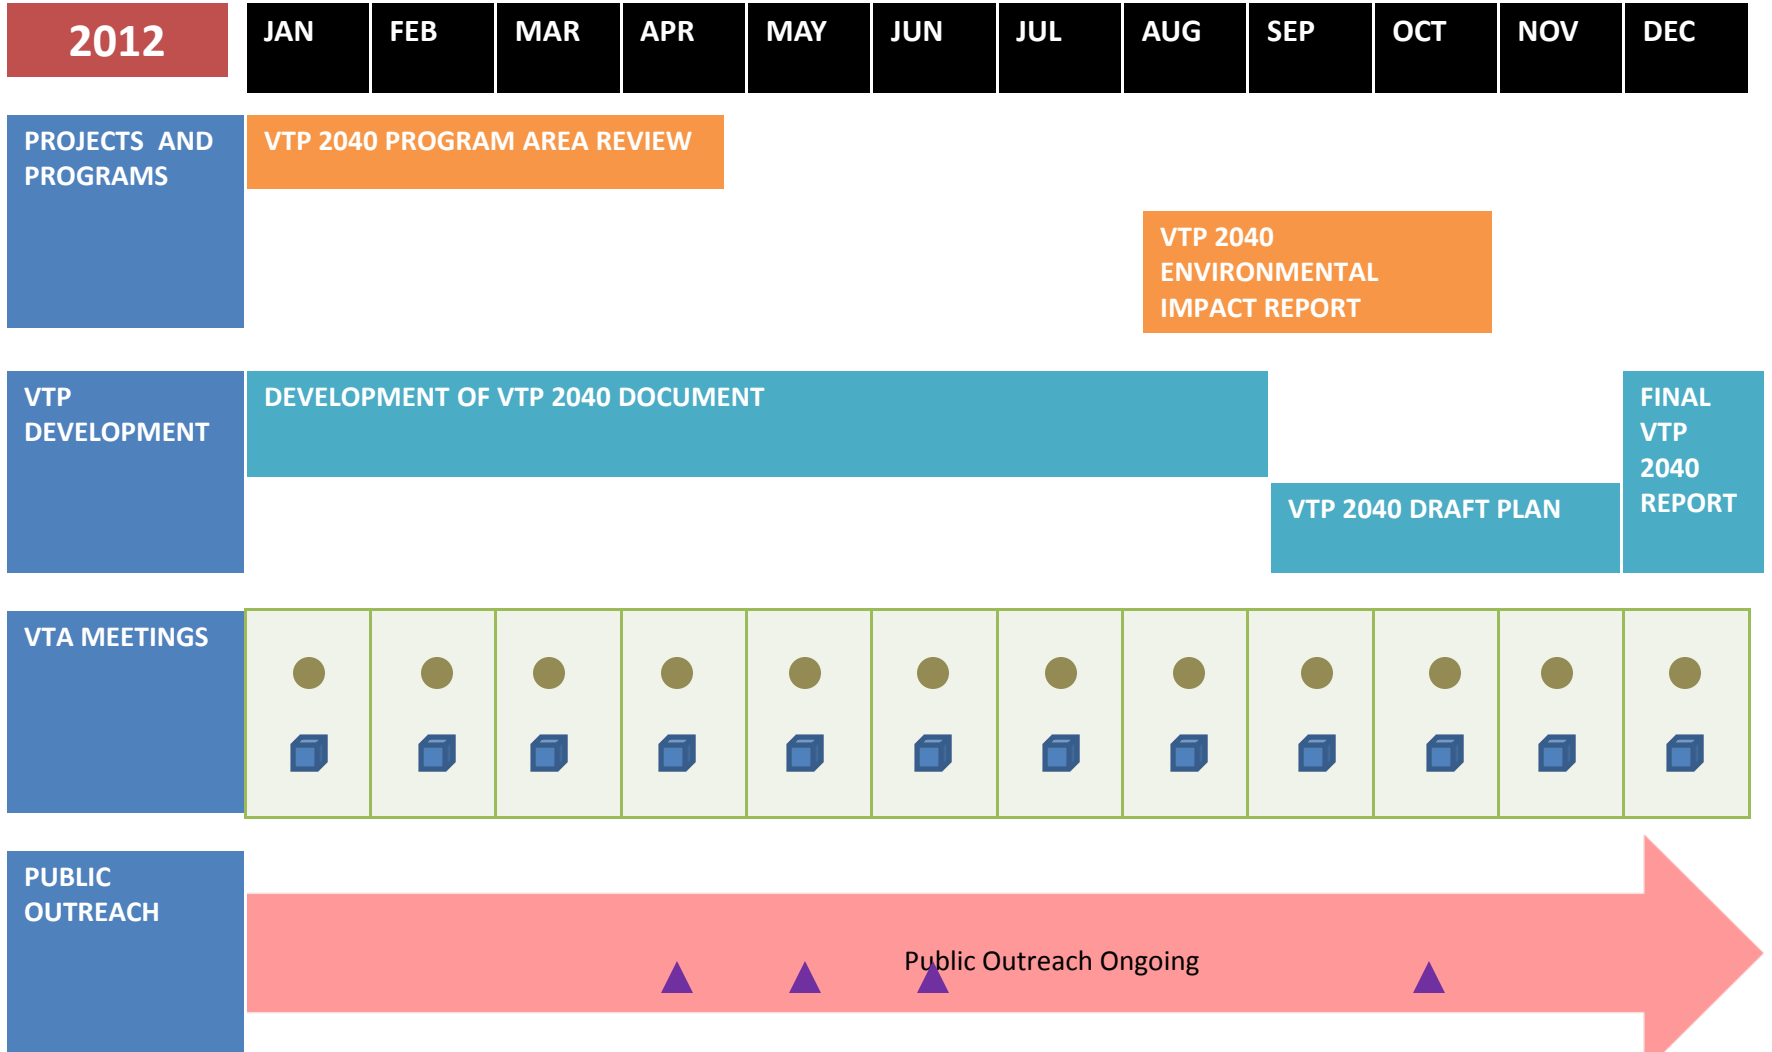 2012
JAN
FEB
MAR
APR
MAY
JUN
JUL
AUG
SEP
OCT
NOV
DEC
PROJECTS AND
PROGRAMS
VTP 2040 PROGRAM AREA REVIEW
VTP 2040
ENVIRONMENTAL
IMPACT REPORT
VTP
DEVELOPMENT
DEVELOPMENT OF VTP 2040 DOCUMENT
VTP 2040 DRAFT PLAN
FINAL
VTP
2040
REPORT
VTA MEETINGS
PUBLIC
OUTREACH
Public Outreach Ongoing